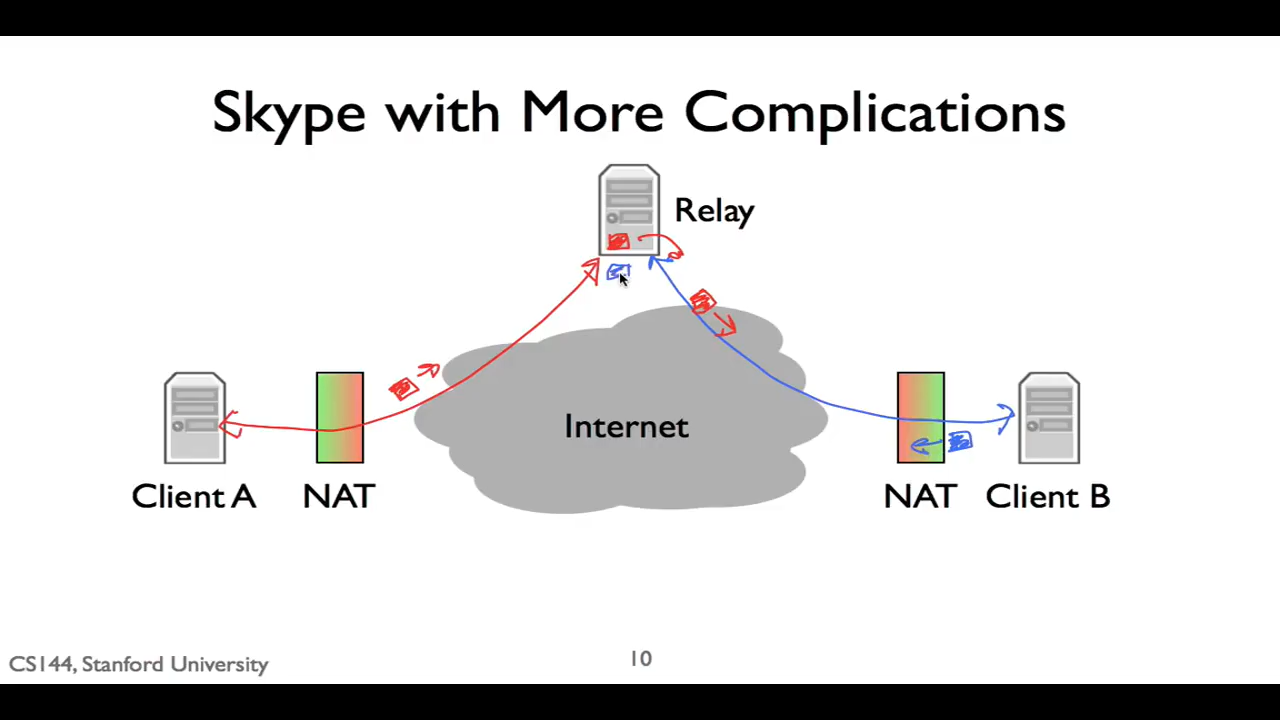 Skype with More Complications
Relay
Internet
Client A
NAT
NAT
Client B
CS144, Stanford University
10